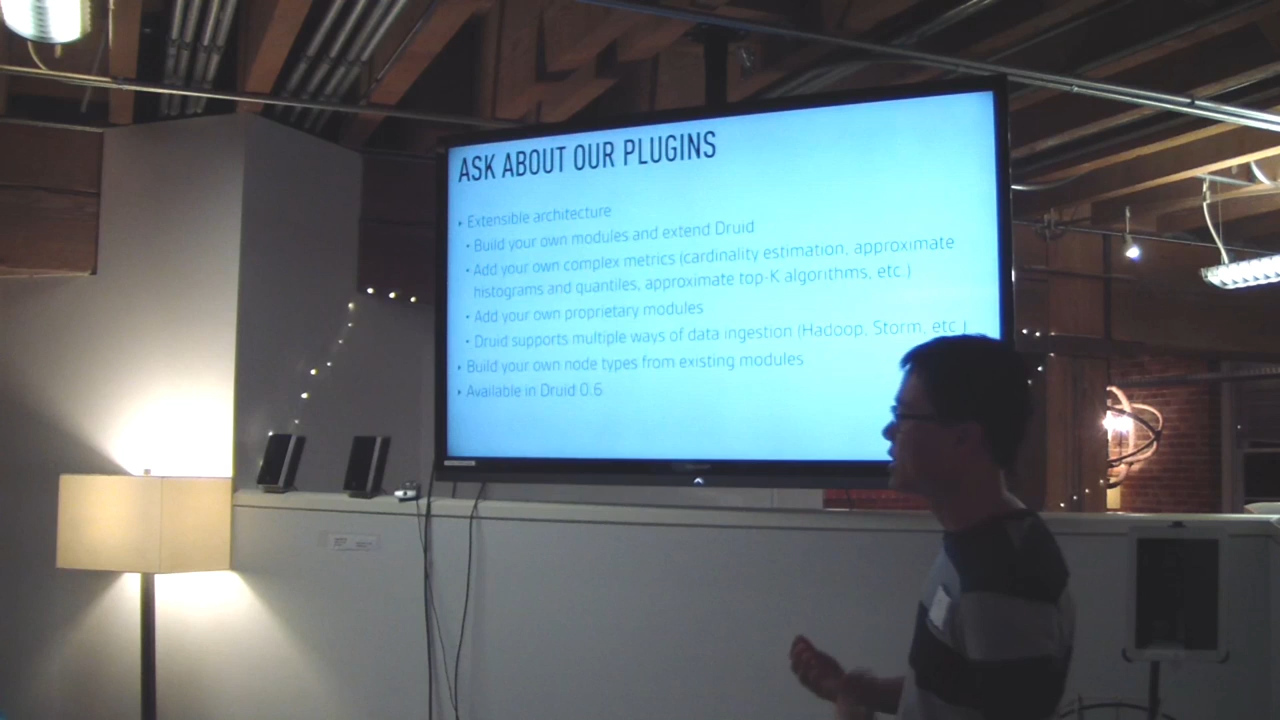 ASK ABOUT OUR PLUGINS
‣ Extensible architecture
• Build your own modules and extend Druid
• Add your own complex metrics (cardinality estimation, approximate
histograms and quantiles, approximate top-K algorithms, etc.)
• Add your own proprietary modules
• Druid supports multiple ways of data ingestion (Hadoop, Storm, etc.)
‣ Build your own node types from existing modules
‣ Available in Druid 0.6